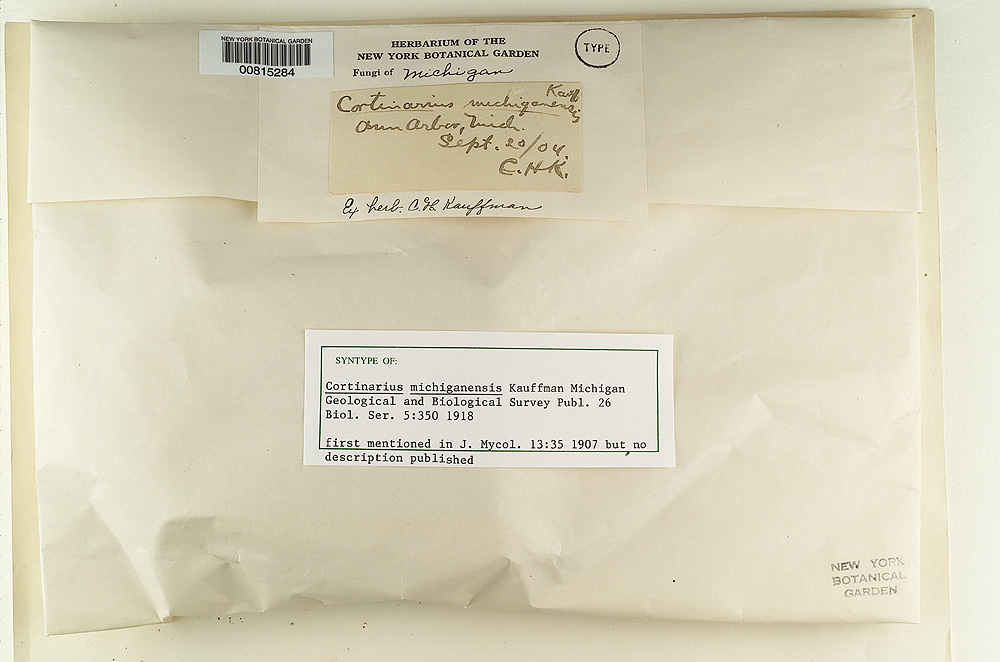 NEW YORK BOTANICAL GARDEN
00815284
HERBARIUM OF THE
NEW YORK BOTANICAL GARDEN
TYPE
Fungi of Michigan
Cortinarius michiganensis Kauff
Ann Arbor, Mich.
Sept. 20/04.
C.H.K.
Ex herb. C.H. Kauffman
SYNTYPE OF:
Cortinarius michiganensis Kauffman Michigan
Geological and Biological Survey Publ. 26
Biol. Ser. 5:350 1918
first mentioned in J. Mycol. 13:35 1907 but no
description published
NEW YORK
BOTANICAL
GARDEN